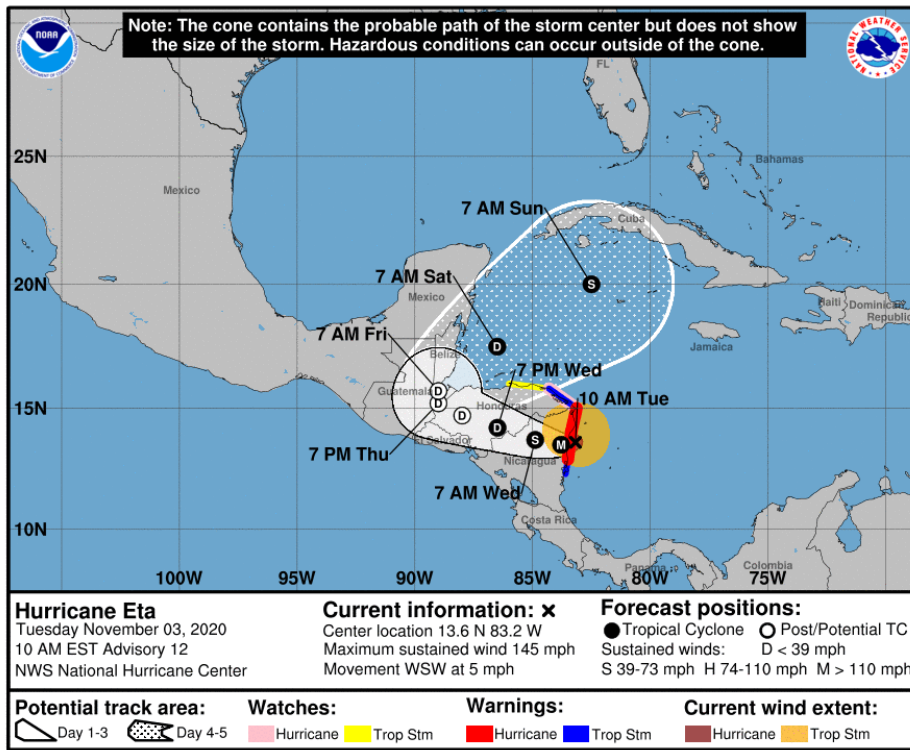 Note: The cone contains the probable path of the storm center but does not show
the size of the storm. Hazardous conditions can occur outside of the cone.
NOAA
NATIONAL WEATHER SERVICE
FL
25N
Bahamas
Mexico
7 AM Sun
Cuba
20N
7 AM Sat
Mexico
Haiti
Dominican
Republic
Jamaica
7 AM Fri
Belize
7 PM Wed
Guatemala
D
S
M
15N
Honduras
10 AM Tue
El Salvador
7 PM Thu
Nicaragua
7 AM Wed
10N
Costa Rica
Panama
Colombia
100W 95W 90W 85W 80W 75W
Hurricane Eta
Tuesday November 03, 2020
10 AM EST Advisory 12
NWS National Hurricane Center
Current information: ×
Center location 13.6 N 83.2 W
Maximum sustained wind 145 mph
Movement WSW at 5 mph
Forecast positions:
Tropical Cyclone Post/Potential TC
Sustained winds: D < 39 mph
S 39-73 mph H 74-110 mph M > 110 mph
Potential track area:
Day 1-3 Day 4-5
Watches:
Hurricane Trop Stm
Warnings:
Hurricane Trop Stm
Current wind extent:
Hurricane Trop Stm